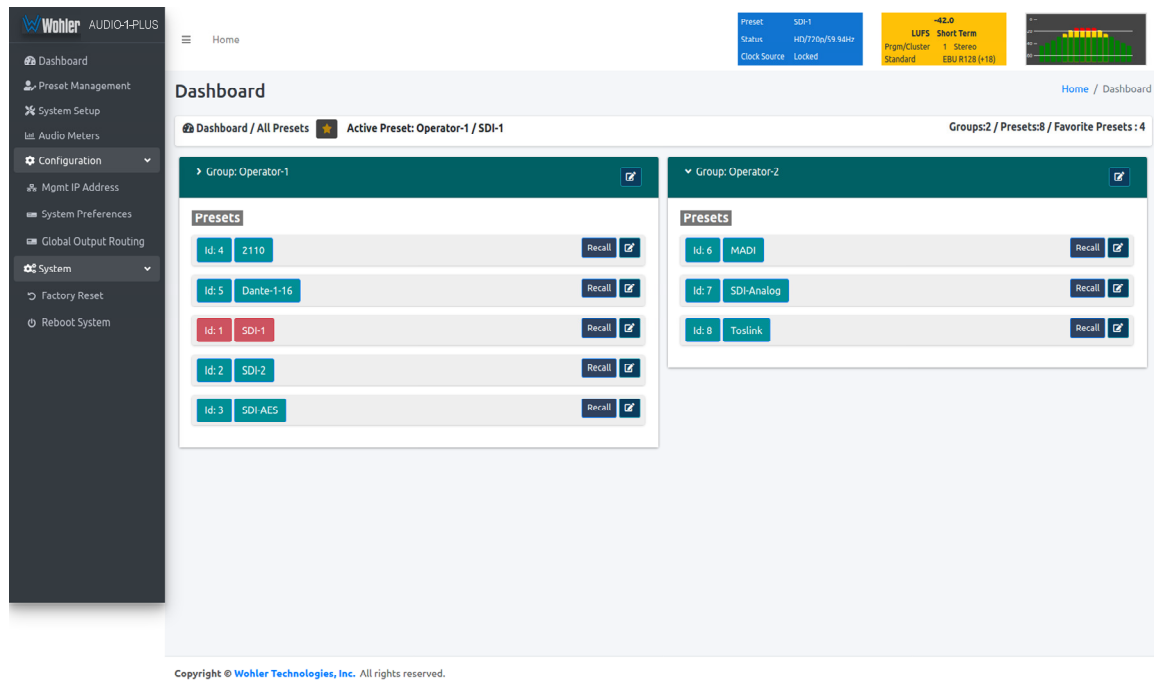 Wohler AUDIO-1-PLUS
Dashboard
Preset Management
System Setup
Audio Meters
Configuration
Mgmt IP Address
System Preferences
Global Output Routing
System
Factory Reset
Reboot System
Home
Preset SDI-1
Status HD/720p/59.94Hz
Clock Source Locked
-42.0
LUFS Short Term
Prgm/Cluster 1 Stereo
Standard EBU R128 (+18)
Dashboard
Home / Dashboard
Dashboard / All Presets Active Preset: Operator-1 / SDI-1
Groups:2 / Presets:8 / Favorite Presets : 4
Group: Operator-1
Presets
Id: 4 2110 Recall
Id: 5 Dante-1-16 Recall
Id: 1 SDI-1 Recall
Id: 2 SDI-2 Recall
Id: 3 SDI-AES Recall
Group: Operator-2
Presets
Id: 6 MADI Recall
Id: 7 SDI-Analog Recall
Id: 8 Toslink Recall
Copyright © Wohler Technologies, Inc. All rights reserved.